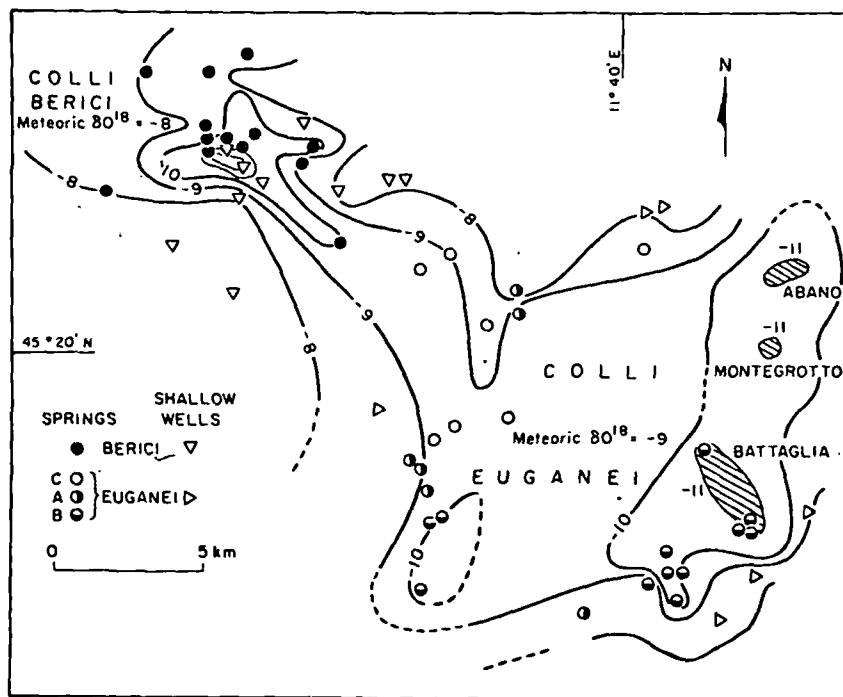 COLLI
BERICI
Meteoric δO¹⁸ = -8
11° 40' E
N
-8
-10
-9
-8
-9
-9
-8
-11
ABANO
-11
MONTEGROTTO
45° 20' N
COLLI
Meteoric δO¹⁸ = -9
EUGANEI
BATTAGLIA
-11
-10
-10
SPRINGS
SHALLOW
WELLS
BERICI
C
A
B
EUGANEI
0
5 km